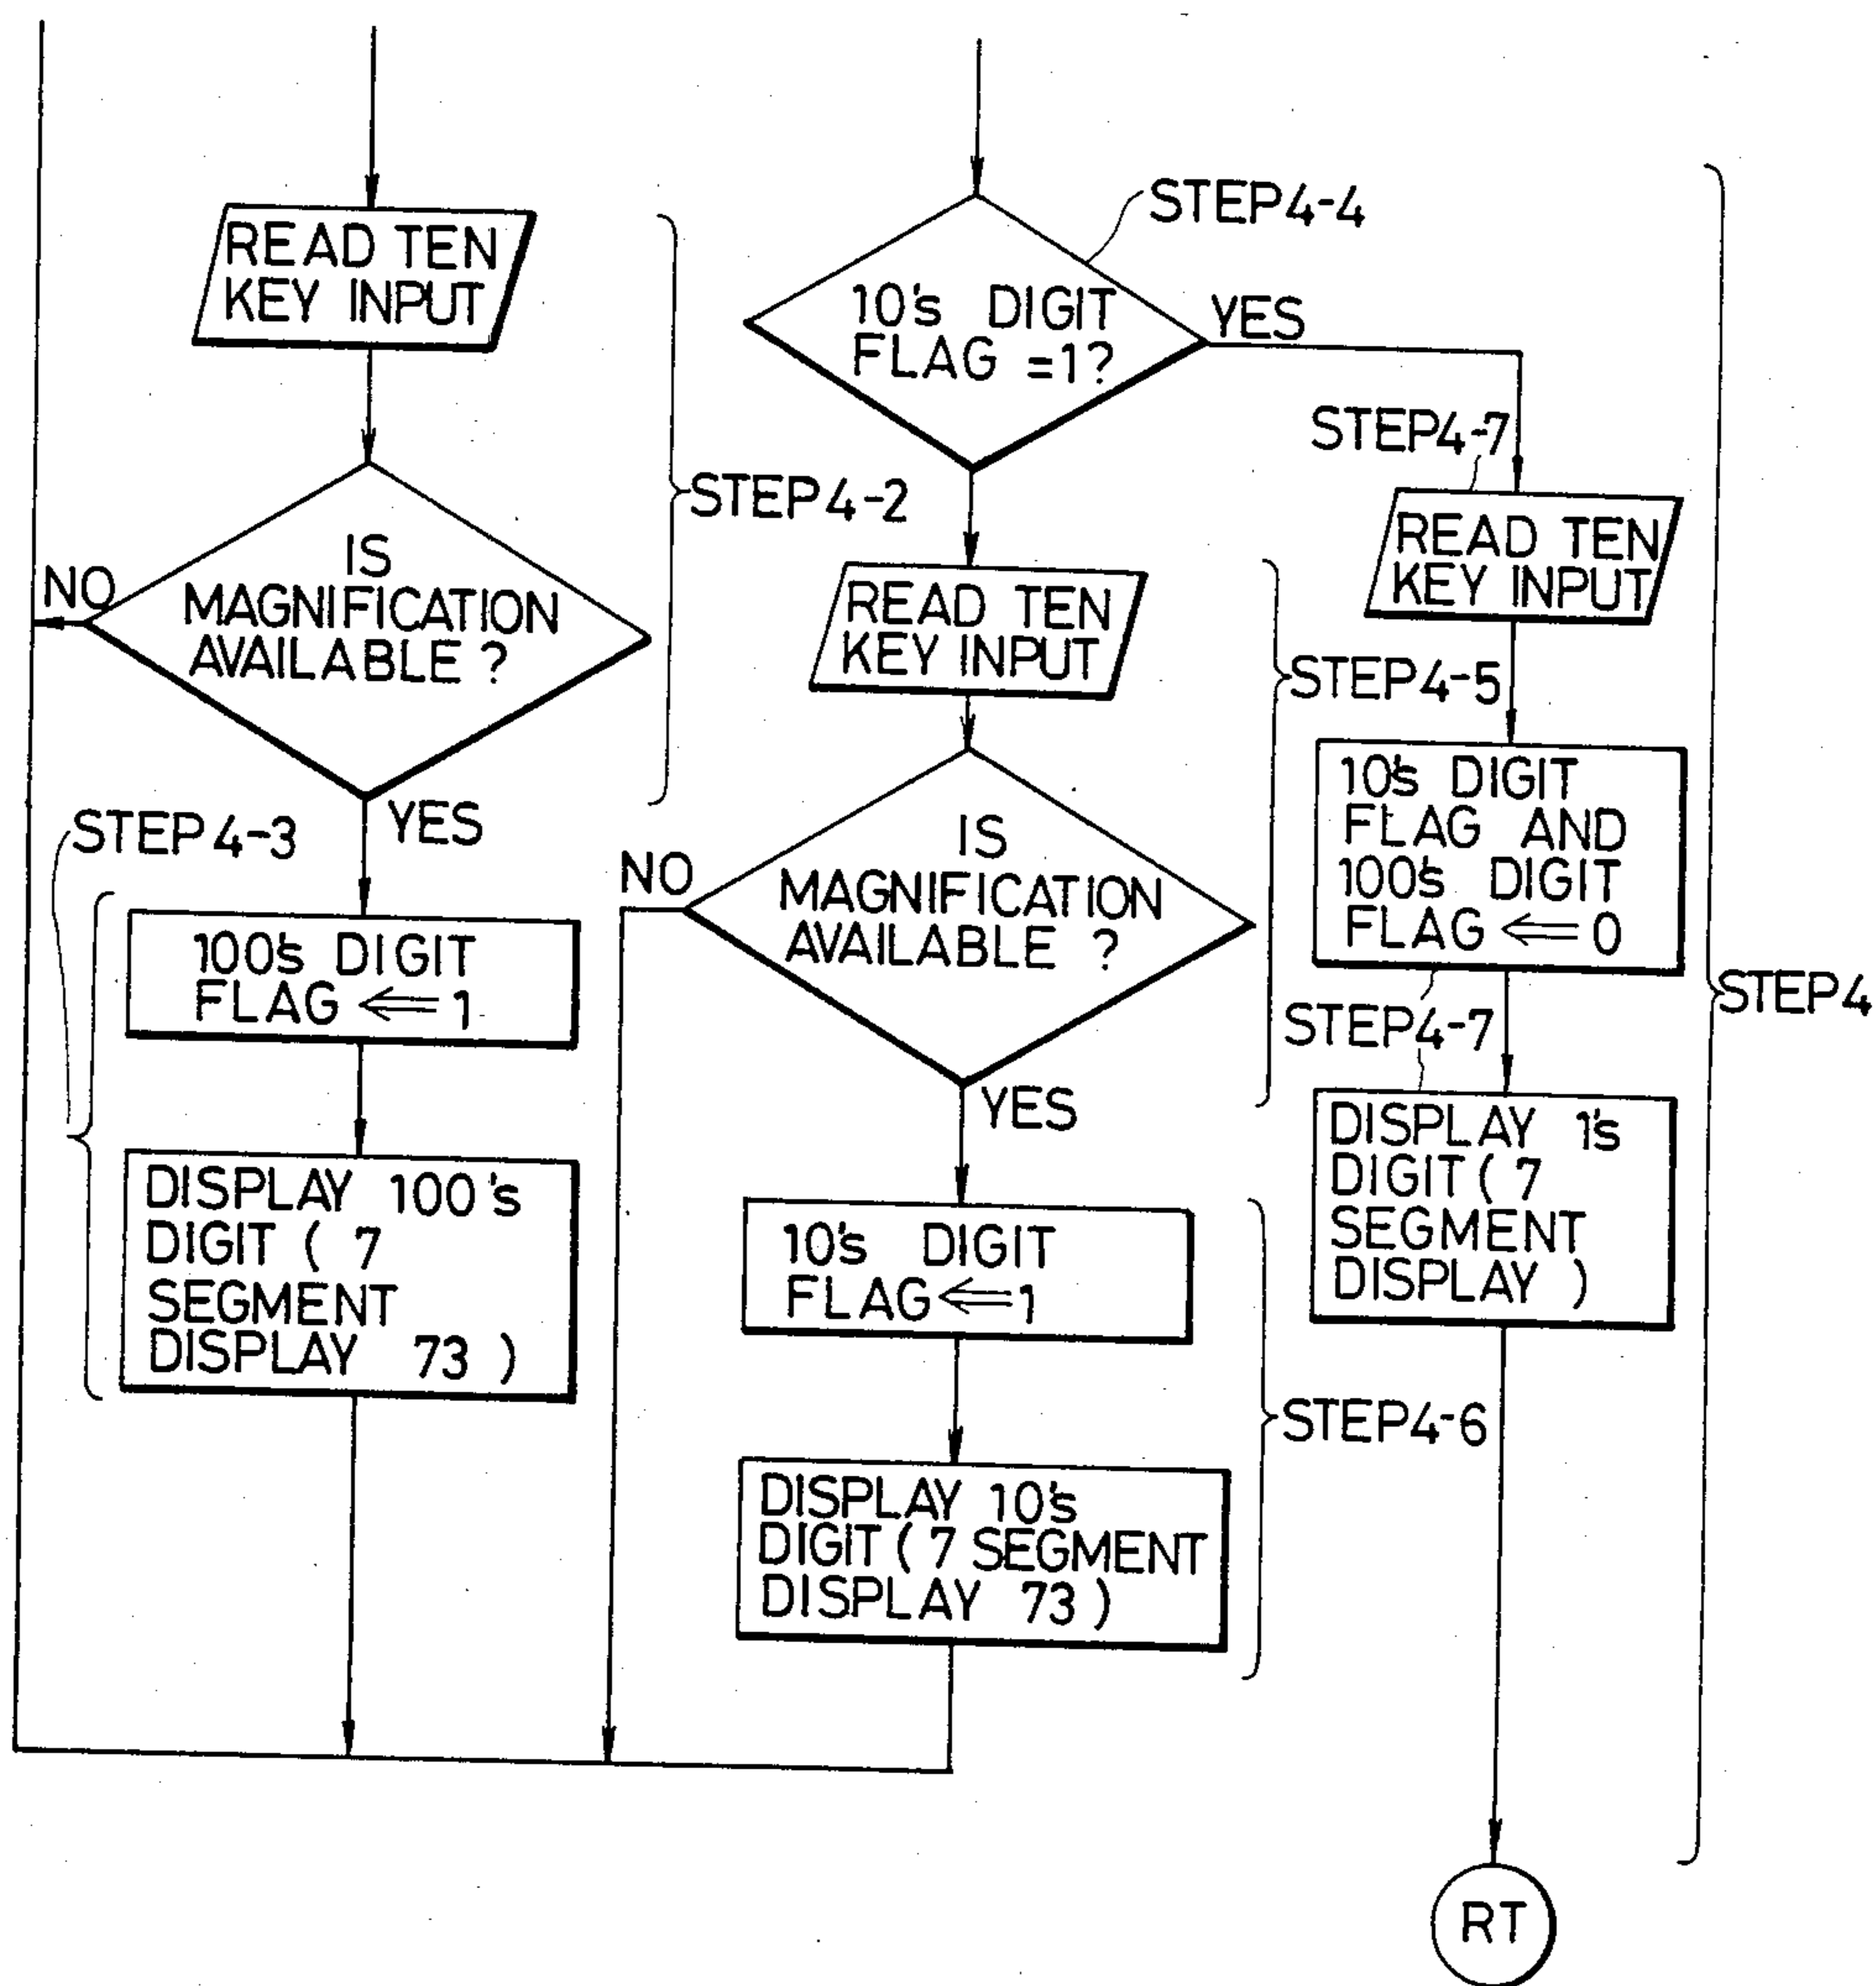 READ TEN
KEY INPUT
IS
MAGNIFICATION
AVAILABLE ?
NO
YES
STEP4-2
STEP4-3
100's DIGIT
FLAG ⇐ 1
DISPLAY 100's
DIGIT ( 7
SEGMENT
DISPLAY 73 )
STEP4-4
10's DIGIT
FLAG =1?
YES
READ TEN
KEY INPUT
STEP4-5
IS
MAGNIFICATION
AVAILABLE ?
NO
YES
10's DIGIT
FLAG ⇐ 1
DISPLAY 10's
DIGIT ( 7 SEGMENT
DISPLAY 73 )
STEP4-6
STEP4-7
READ TEN
KEY INPUT
10's DIGIT
FLAG AND
100's DIGIT
FLAG ⇐ 0
STEP4-7
DISPLAY 1's
DIGIT ( 7
SEGMENT
DISPLAY )
STEP4
RT